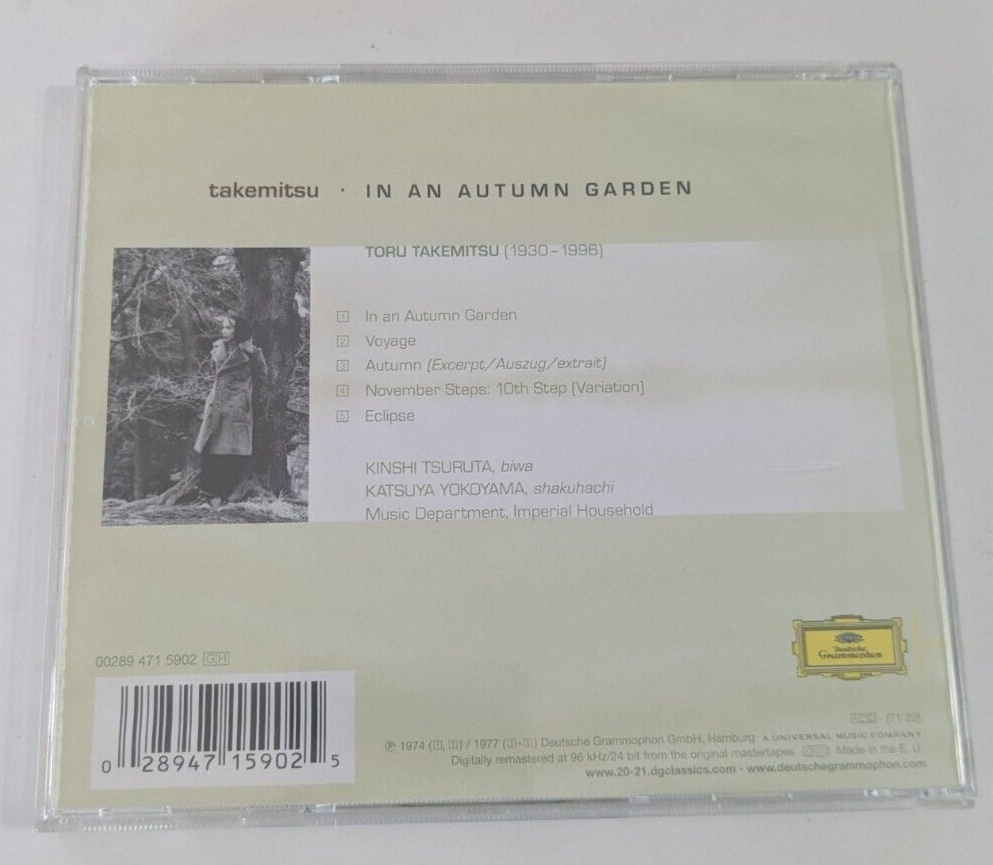 takemitsu · IN AN AUTUMN GARDEN
TORU TAKEMITSU (1930–1996)
1 In an Autumn Garden
2 Voyage
3 Autumn (Excerpt/Auszug/extrait)
4 November Steps: 10th Step (Variation)
5 Eclipse
KINSHI TSURUTA, biwa
KATSUYA YOKOYAMA, shakuhachi
Music Department, Imperial Household
Deutsche
Grammophon
00289 471 5902 GH
0 28947 15902 5
[71'22]
℗ 1974 / 1977 Deutsche Grammophon GmbH, Hamburg A UNIVERSAL MUSIC COMPANY
Digitally remastered at 96 kHz/24 bit from the original mastertapes Made in the E. U.
www.20-21.dgclassics.com · www.deutschegrammophon.com